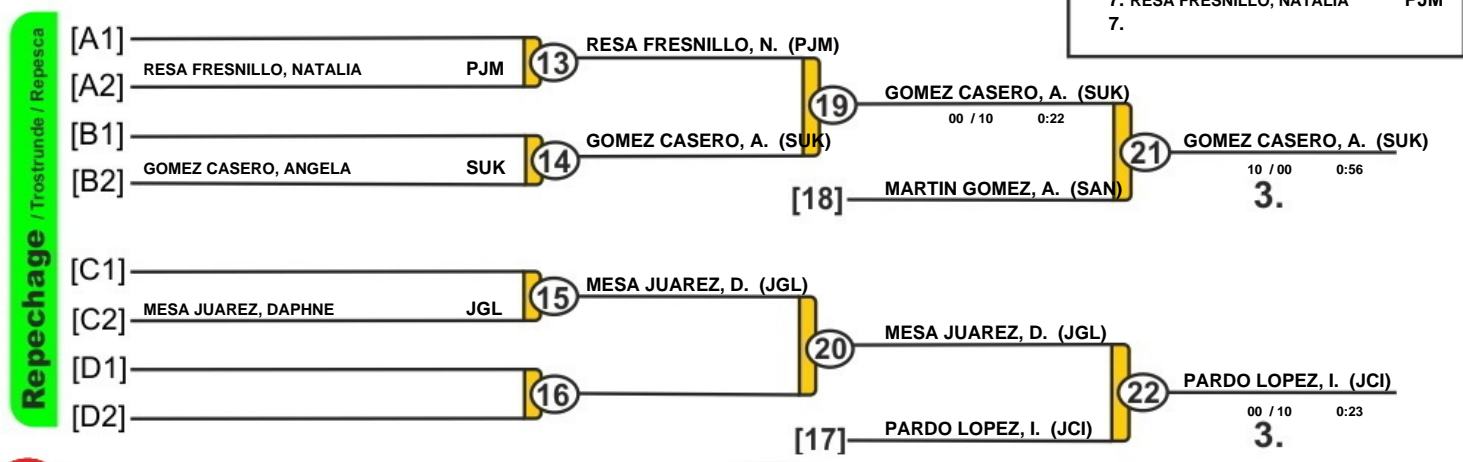 7. RESA FRESNILLO, NATALIA PJM
7.
Repechage / Trostrunde / Repesca
[A1]
RESA FRESNILLO, NATALIA PJM
[A2]
13
RESA FRESNILLO, N. (PJM)
[B1]
GOMEZ CASERO, ANGELA SUK
[B2]
14
GOMEZ CASERO, A. (SUK)
19
GOMEZ CASERO, A. (SUK)
00 / 10 0:22
[18] MARTIN GOMEZ, A. (SAN)
21
GOMEZ CASERO, A. (SUK)
10 / 00 0:56
3.
[C1]
MESA JUAREZ, DAPHNE JGL
[C2]
15
MESA JUAREZ, D. (JGL)
[D1]
[D2]
16
20
MESA JUAREZ, D. (JGL)
[17] PARDO LOPEZ, I. (JCI)
22
PARDO LOPEZ, I. (JCI)
00 / 10 0:23
3.